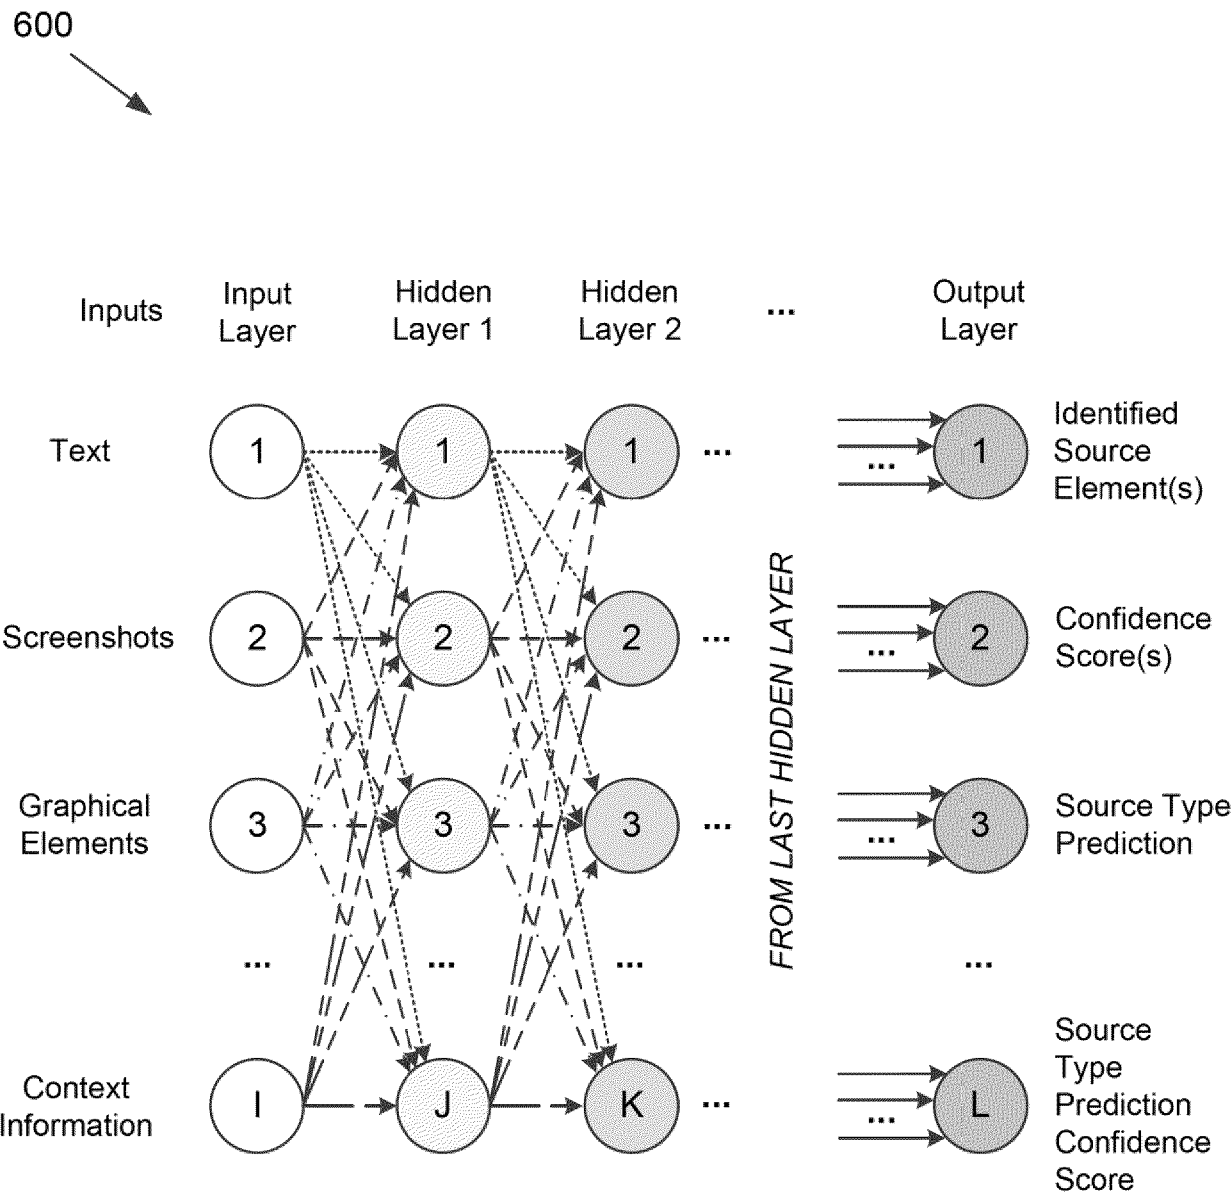 600
Inputs
Input
Layer
Hidden
Layer 1
Hidden
Layer 2
...
Output
Layer
Text
1
1
1
...
...
1
Identified
Source
Element(s)
Screenshots
2
2
2
...
...
2
Confidence
Score(s)
Graphical
Elements
3
3
3
...
...
3
Source Type
Prediction
FROM LAST HIDDEN LAYER
...
...
...
...
Context
Information
I
J
K
...
...
L
Source
Type
Prediction
Confidence
Score